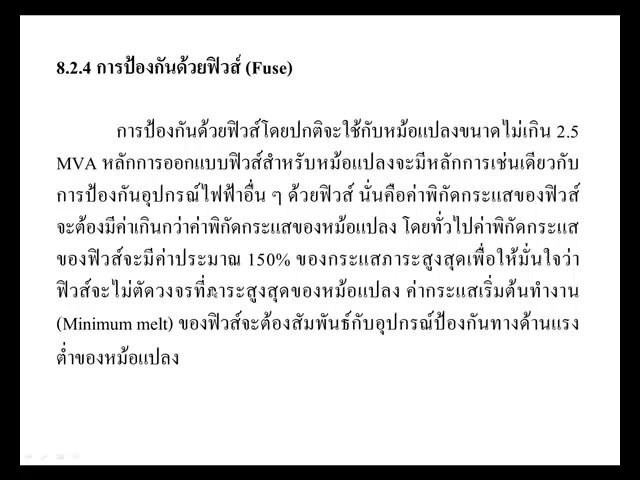 8.2.4 การป้องกันด้วยฟิวส์ (Fuse)
การป้องกันด้วยฟิวส์โดยปกติจะใช้กับหม้อแปลงขนาดไม่เกิน 2.5
MVA หลักการออกแบบฟิวส์สำหรับหม้อแปลงจะมีหลักการเช่นเดียวกับ
การป้องกันอุปกรณ์ไฟฟ้าอื่น ๆ ด้วยฟิวส์ นั่นคือค่าพิกัดกระแสของฟิวส์
จะต้องมีค่าเกินกว่าค่าพิกัดกระแสของหม้อแปลง โดยทั่วไปค่าพิกัดกระแส
ของฟิวส์จะมีค่าประมาณ 150% ของกระแสภาระสูงสุดเพื่อให้มั่นใจว่า
ฟิวส์จะไม่ตัดวงจรที่ภาระสูงสุดของหม้อแปลง ค่ากระแสเริ่มต้นทำงาน
(Minimum melt) ของฟิวส์จะต้องสัมพันธ์กับอุปกรณ์ป้องกันทางด้านแรง
ต่ำของหม้อแปลง